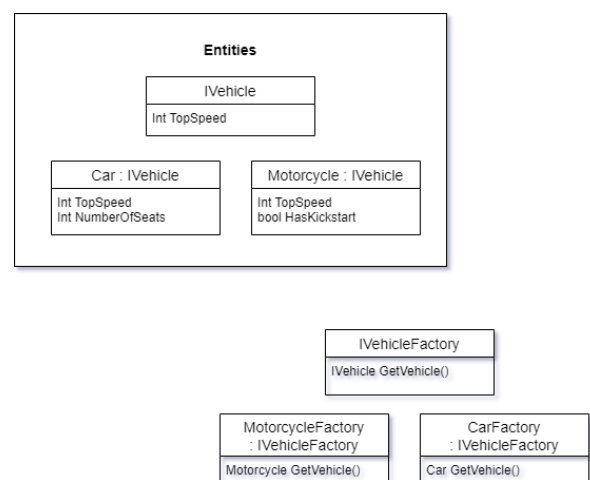 Entities
IVehicle
Int TopSpeed
Car : IVehicle
Int TopSpeed
Int NumberOfSeats
Motorcycle : IVehicle
Int TopSpeed
bool HasKickstart
IVehicleFactory
IVehicle GetVehicle()
MotorcycleFactory
: IVehicleFactory
Motorcycle GetVehicle()
CarFactory
: IVehicleFactory
Car GetVehicle()